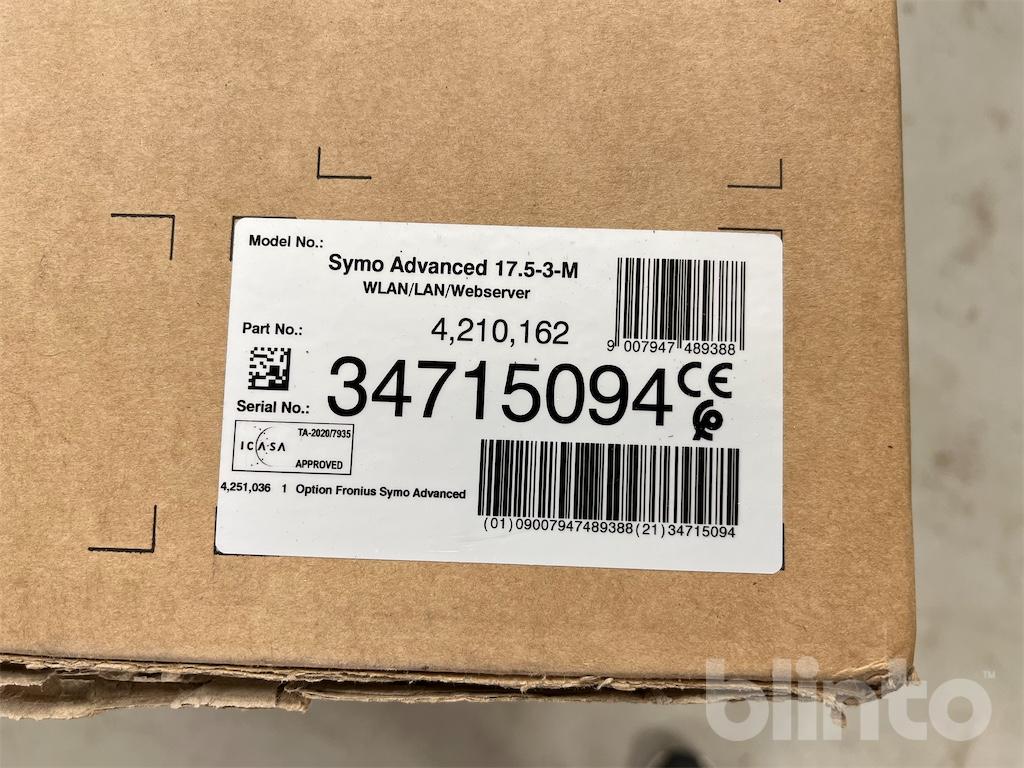 Model No.:
Symo Advanced 17.5-3-M
WLAN/LAN/Webserver
Part No.:
4,210,162
9 007947 489388
Serial No.:
34715094
CE
ICASA
TA-2020/7935
APPROVED
4,251,036 1 Option Fronius Symo Advanced
(01)09007947489388(21)34715094
blinto™